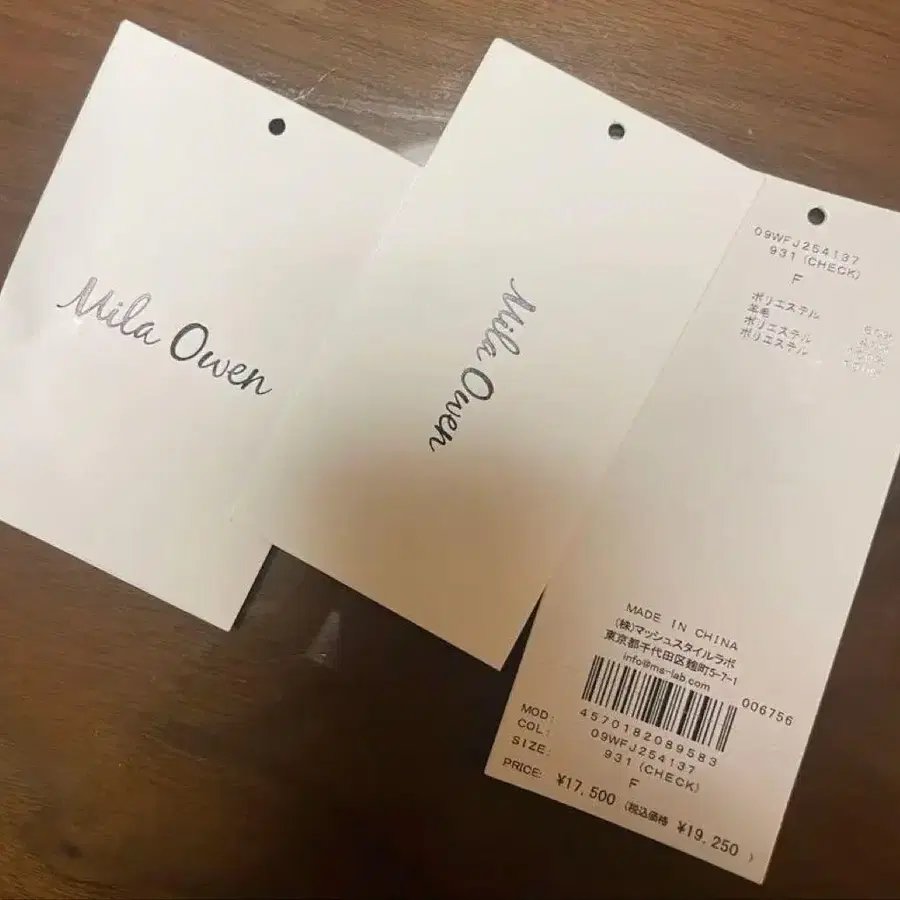 Mila Owen
Mila Owen
09WFJ254137
931 (CHECK)
F
ポリエステル
羊毛
ポリエステル
ポリエステル
MADE IN CHINA
(株)マッシュスタイルラボ
東京都千代田区麹町5-7-1
info@ms-lab.com
006756
4570182089583
MOD: 09WFJ254137
COL: 931 (CHECK)
SIZE: F
PRICE: ¥17,500 (税込価格 ¥19,250 )